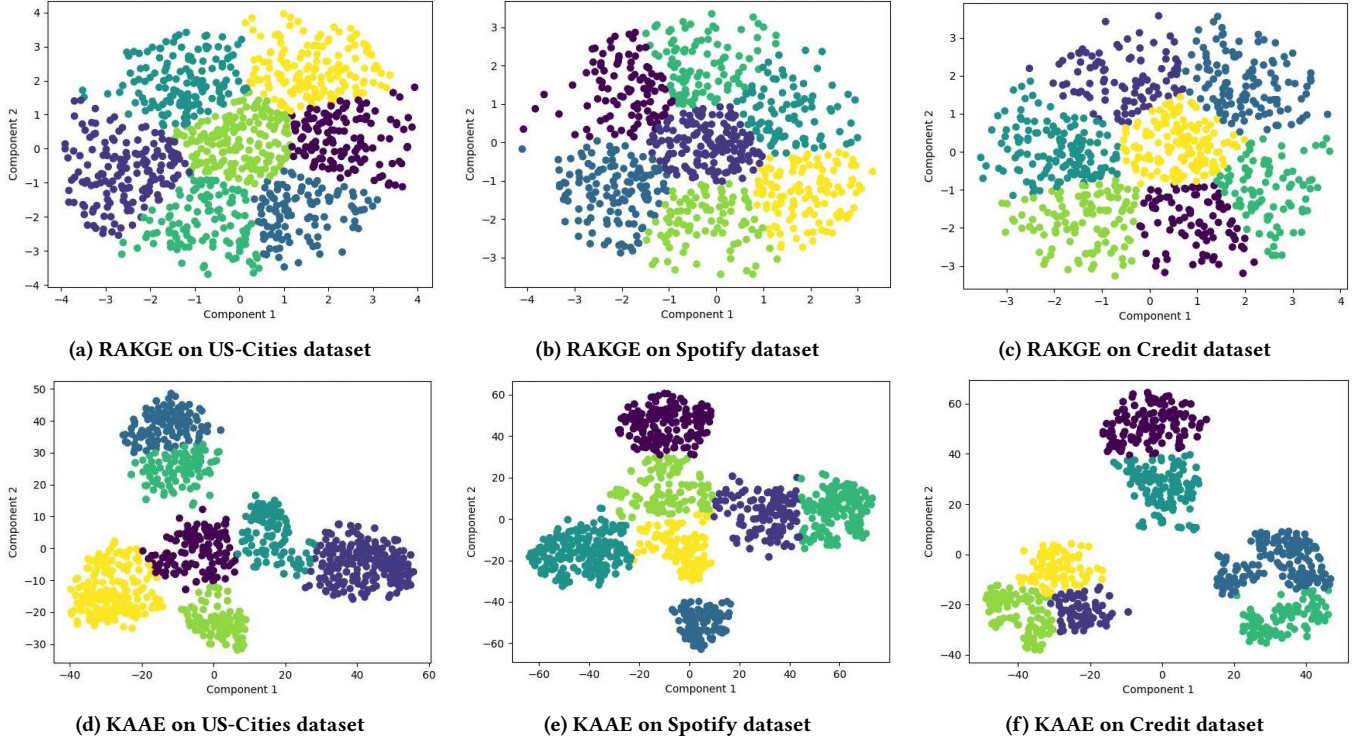 4
3
2
1
0
−1
−2
−3
−4
Component 2
−4 −3 −2 −1 0 1 2 3 4
Component 1
(a) RAKGE on US-Cities dataset
3
2
1
0
−1
−2
−3
Component 2
−4 −3 −2 −1 0 1 2 3
Component 1
(b) RAKGE on Spotify dataset
3
2
1
0
−1
−2
−3
Component 2
−3 −2 −1 0 1 2 3 4
Component 1
(c) RAKGE on Credit dataset
50
40
30
20
10
0
−10
−20
−30
Component 2
−40 −20 0 20 40 60
Component 1
(d) KAAE on US-Cities dataset
60
40
20
0
−20
−40
−60
Component 2
−60 −40 −20 0 20 40 60
Component 1
(e) KAAE on Spotify dataset
60
40
20
0
−20
−40
Component 2
−40 −20 0 20 40
Component 1
(f) KAAE on Credit dataset